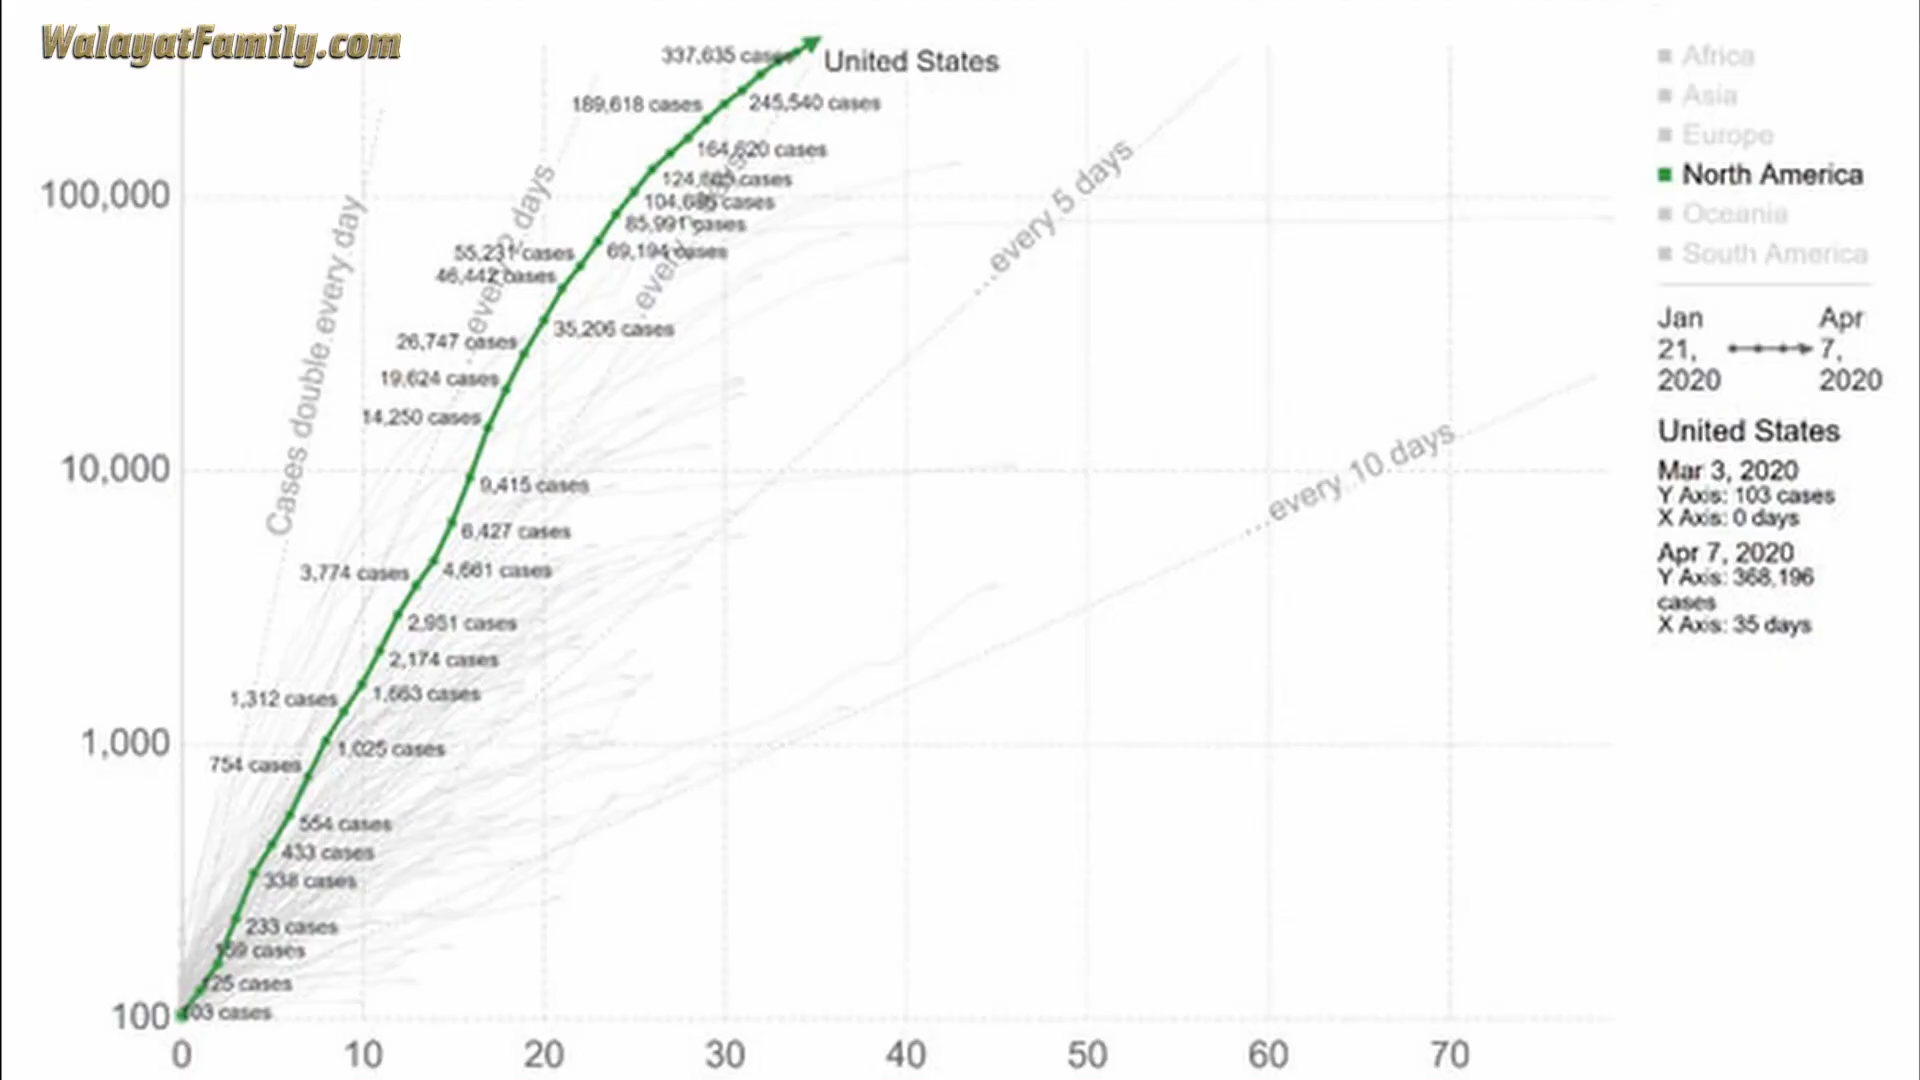 WalayatFamily.com
337,635 cases
United States
189,618 cases
245,540 cases
164,620 cases
cases
100,000
104,686 cases
85,991 cases
55,231 cases
69,194 cases
46,442 cases
35,206 cases
26,747 cases
19,624 cases
14,250 cases
10,000
9,415 cases
6,427 cases
3,774 cases
4,661 cases
2,951 cases
2,174 cases
1,312 cases
1,663 cases
1,000
1,025 cases
754 cases
554 cases
433 cases
338 cases
233 cases
cases
125 cases
100
103 cases
Cases double every day
...every 2 days
...every days
...every 5 days
...every 10 days
0 10 20 30 40 50 60 70
Africa
Asia
Europe
North America
Oceania
South America
Jan 21, 2020
Apr 7, 2020
United States
Mar 3, 2020
Y Axis: 103 cases
X Axis: 0 days
Apr 7, 2020
Y Axis: 368,196
cases
X Axis: 35 days